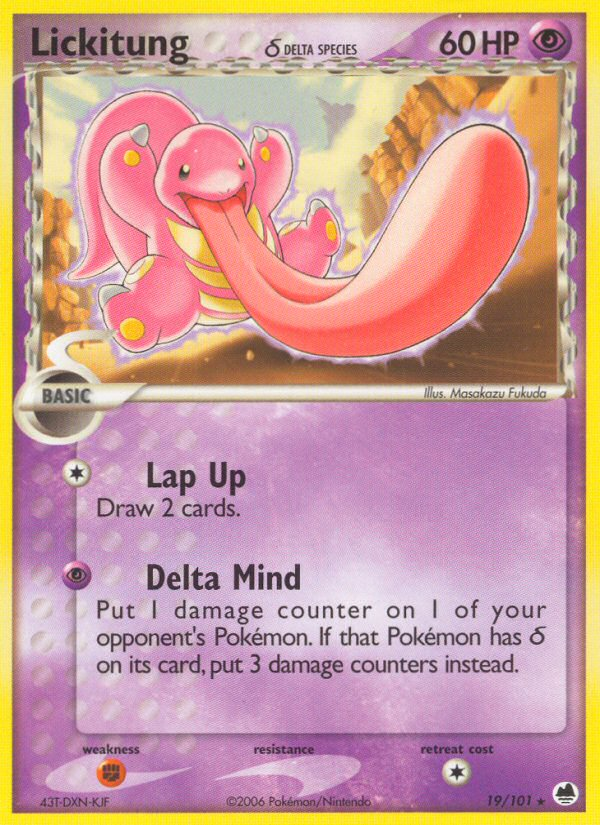 Lickitung δ DELTA SPECIES 60 HP
BASIC
Illus. Masakazu Fukuda
Lap Up
Draw 2 cards.
Delta Mind
Put 1 damage counter on 1 of your
opponent's Pokémon. If that Pokémon has δ
on its card, put 3 damage counters instead.
weakness resistance retreat cost
43T-DXN-KJF ©2006 Pokémon/Nintendo 19/101 ★